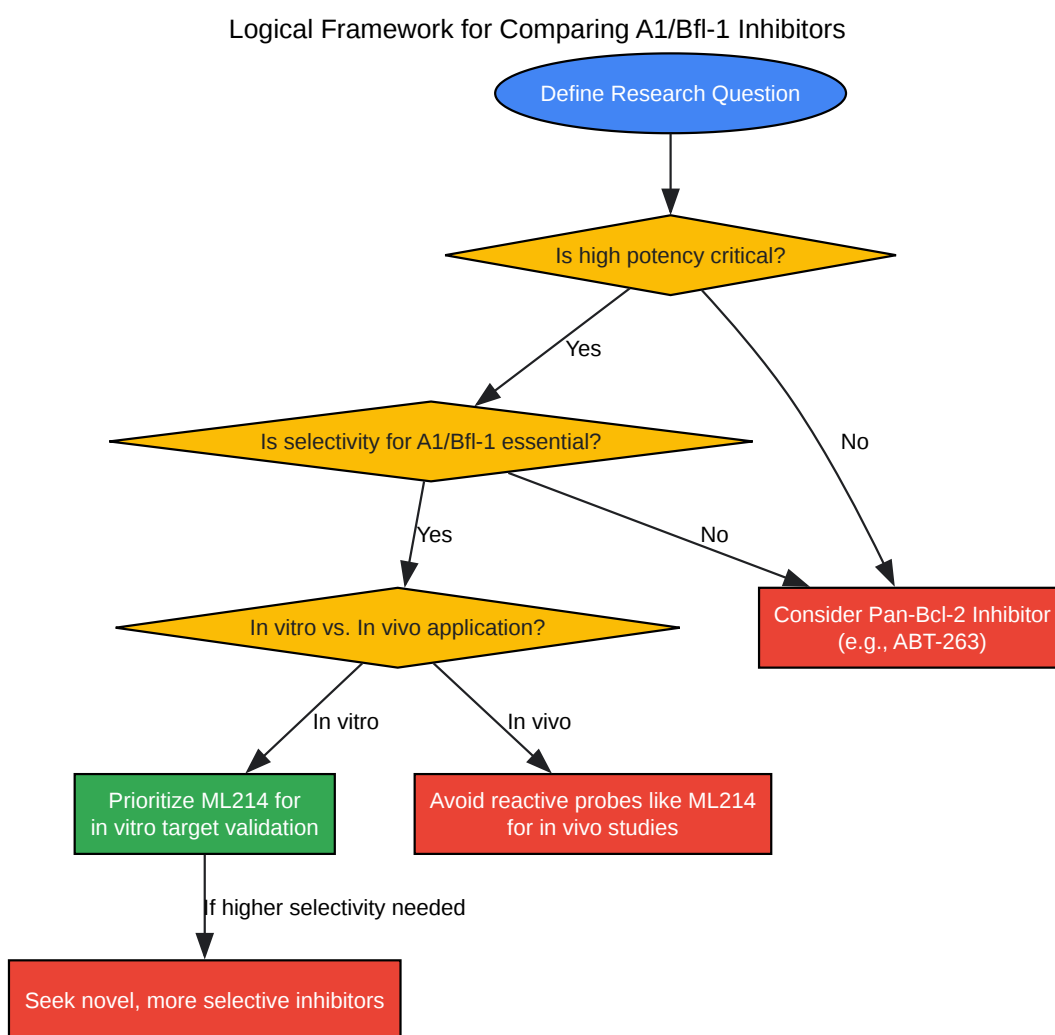 Logical Framework for Comparing A1/Bfl-1 Inhibitors
Define Research Question
Is high potency critical?
Yes
No
Is selectivity for A1/Bfl-1 essential?
Yes
No
In vitro vs. In vivo application?
Consider Pan-Bcl-2 Inhibitor
(e.g., ABT-263)
In vitro
In vivo
Prioritize ML214 for
in vitro target validation
Avoid reactive probes like ML214
for in vivo studies
If higher selectivity needed
Seek novel, more selective inhibitors